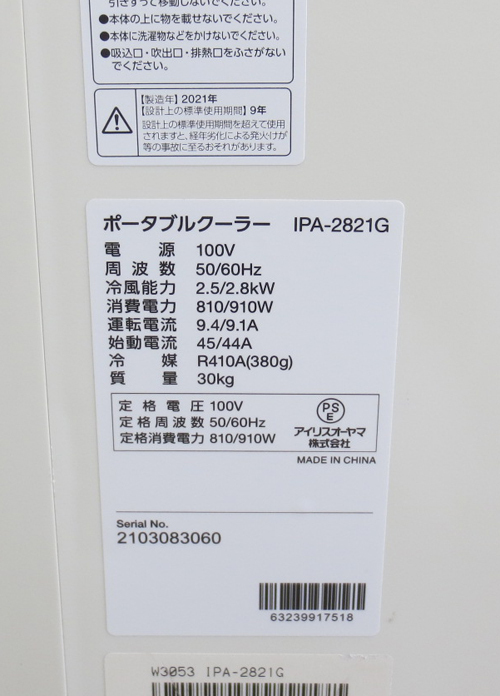 引きずって移動しないでください。
●本体の上に物を載せないでください。
●本体に洗濯物などをかけないでください。
●吸込口・吹出口・排熱口をふさがない
でください。
【製造年】2021年
【設計上の標準使用期間】9年
設計上の標準使用期間を超えて使用
されますと、経年劣化による発火けが
等の事故に至るおそれがあります。
ポータブルクーラー IPA-2821G
電源 100V
周波数 50/60Hz
冷風能力 2.5/2.8kW
消費電力 810/910W
運転電流 9.4/9.1A
始動電流 45/44A
冷媒 R410A(380g)
質量 30kg
定格電圧 100V
定格周波数 50/60Hz
定格消費電力 810/910W
PS
E
アイリスオーヤマ
株式会社
MADE IN CHINA
Serial No.
2103083060
63239917518
W3053 IPA-2821G